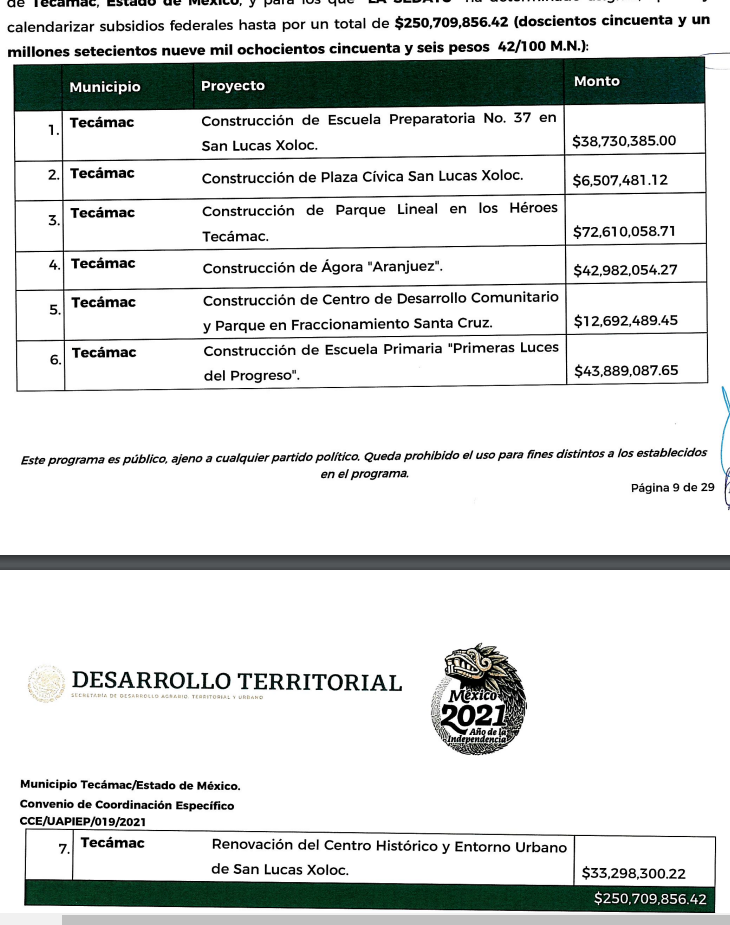 de Tecámac, Estado de México, y para los que
calendarizar subsidios federales hasta por un total de $250,709,856.42 (doscientos cincuenta y un
millones setecientos nueve mil ochocientos cincuenta y seis pesos 42/100 M.N.):
Municipio Proyecto Monto
1. Tecámac Construcción de Escuela Preparatoria No. 37 en
San Lucas Xoloc. $38,730,385.00
2. Tecámac Construcción de Plaza Cívica San Lucas Xoloc. $6,507,481.12
3. Tecámac Construcción de Parque Lineal en los Héroes
Tecámac. $72,610,058.71
4. Tecámac Construcción de Ágora "Aranjuez". $42,982,054.27
5. Tecámac Construcción de Centro de Desarrollo Comunitario
y Parque en Fraccionamiento Santa Cruz. $12,692,489.45
6. Tecámac Construcción de Escuela Primaria "Primeras Luces
del Progreso". $43,889,087.65
Este programa es público, ajeno a cualquier partido político. Queda prohibido el uso para fines distintos a los establecidos
en el programa.
Página 9 de 29
DESARROLLO TERRITORIAL
SECRETARÍA DE DESARROLLO AGRARIO, TERRITORIAL Y URBANO
México
2021
Año de la
Independencia
Municipio Tecámac/Estado de México.
Convenio de Coordinación Específico
CCE/UAPIEP/019/2021
7. Tecámac Renovación del Centro Histórico y Entorno Urbano
de San Lucas Xoloc. $33,298,300.22
$250,709,856.42